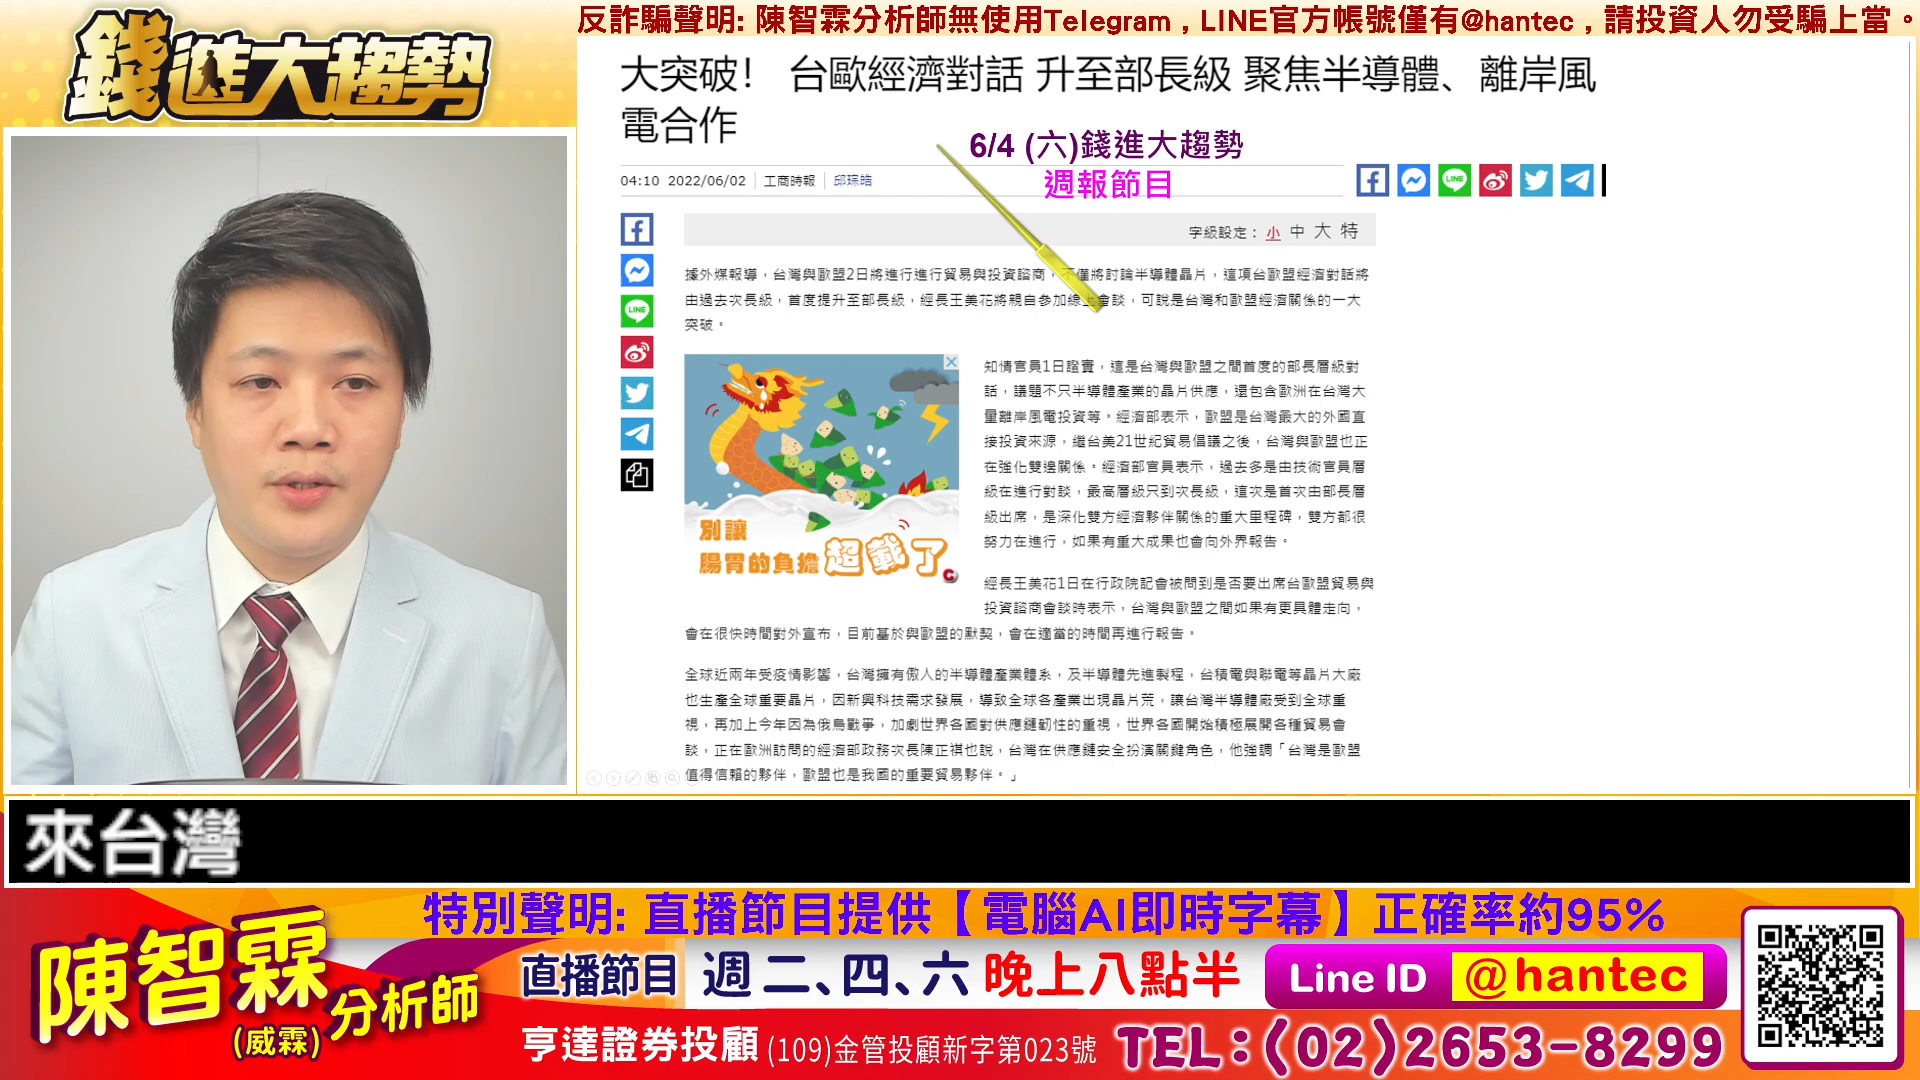 反詐騙聲明: 陳智霖分析師無使用Telegram , LINE官方帳號僅有@hantec , 請投資人勿受騙上當。
錢進大趨勢
大突破！ 台歐經濟對話 升至部長級 聚焦半導體、離岸風
電合作
6/4 (六)錢進大趨勢
週報節目
04:10 2022/06/02 工商時報 邱琮皓
字級設定： 小 中 大 特
據外媒報導，台灣與歐盟2日將進行進行貿易與投資諮商，不僅將討論半導體晶片，這項台歐盟經濟對話將
由過去次長級，首度提升至部長級，經長王美花將親自參加線上會談，可說是台灣和歐盟經濟關係的一大
突破。
知情官員1日證實，這是台灣與歐盟之間首度的部長層級對
話，議題不只半導體產業的晶片供應，還包含歐洲在台灣大
量離岸風電投資等。經濟部表示，歐盟是台灣最大的外國直
接投資來源，繼台美21世紀貿易倡議之後，台灣與歐盟也正
在強化雙邊關係。經濟部官員表示，過去多是由技術官員層
級在進行對談，最高層級只到次長級，這次是首次由部長層
級出席，是深化雙方經濟夥伴關係的重大里程碑，雙方都很
努力在進行，如果有重大成果也會向外界報告。
別讓
腸胃的負擔超載了
經長王美花1日在行政院記會被問到是否要出席台歐盟貿易與
投資諮商會談時表示，台灣與歐盟之間如果有更具體走向，
會在很快時間對外宣布，目前基於與歐盟的默契，會在適當的時間再進行報告。
全球近兩年受疫情影響，台灣擁有傲人的半導體產業體系，及半導體先進製程，台積電與聯電等晶片大廠
也生產全球重要晶片，因新興科技需求發展，導致全球各產業出現晶片荒，讓台灣半導體廠受到全球重
視，再加上今年因為俄烏戰爭，加劇世界各國對供應鏈韌性的重視，世界各國開始積極展開各種貿易會
談，正在歐洲訪問的經濟部政務次長陳正祺也說，台灣在供應鏈安全扮演關鍵角色，他強調「台灣是歐盟
值得信賴的夥伴，歐盟也是我國的重要貿易夥伴。」
來台灣
特別聲明: 直播節目提供【電腦AI即時字幕】正確率約95%
陳智霖分析師
(威霖)
直播節目 週二、四、六 晚上八點半 Line ID @hantec
亨達證券投顧 (109)金管投顧新字第023號 TEL:(02)2653-8299